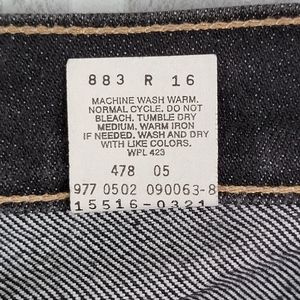 883 R 16
MACHINE WASH WARM.
NORMAL CYCLE. DO NOT
BLEACH. TUMBLE DRY
MEDIUM. WARM IRON
IF NEEDED. WASH AND DRY
WITH LIKE COLORS.
WPL 423
478 05
977 0502 090063-8
15516-0321